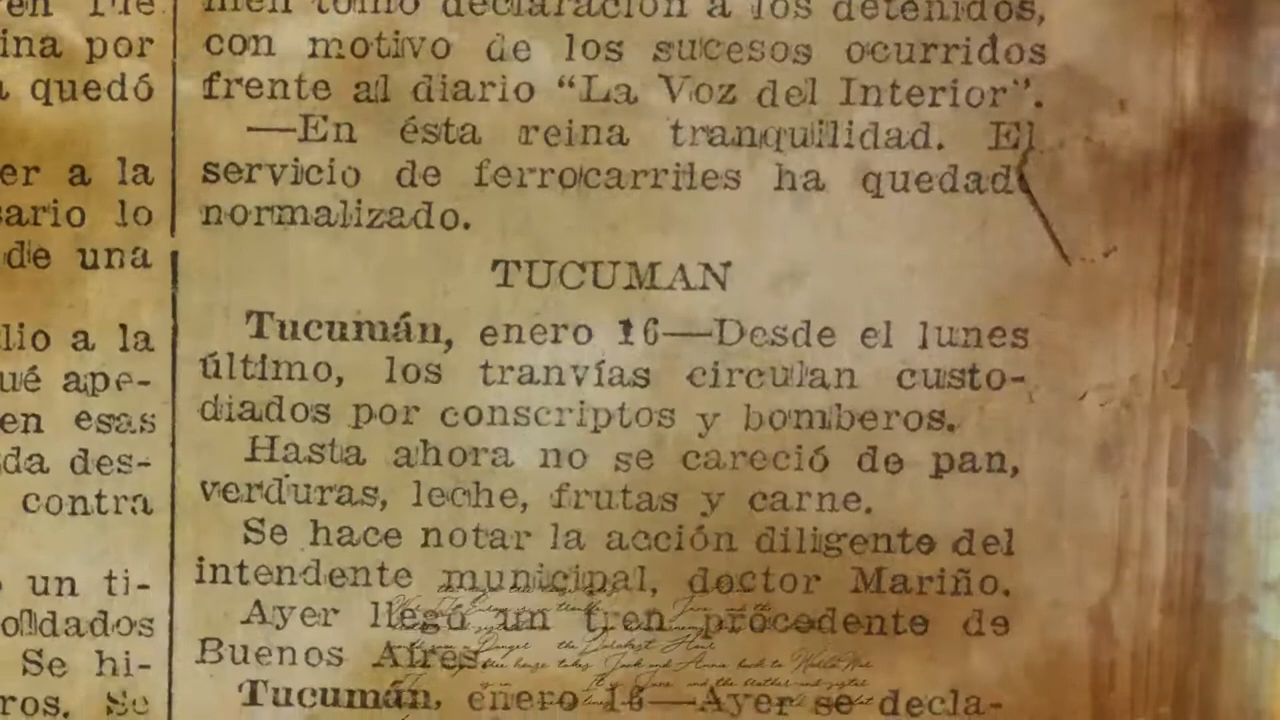 ina por
quedó
er a la
sario lo
de una
lio a la
ué ape-
en esas
da des-
contra
un ti-
oldados
Se hi-
ros. Se
declaración a los detenidos,
con motivo de los sucesos ocurridos
frente al diario “La Voz del Interior”.
—En ésta reina tranquilidad. El
servicio de ferrocarriles ha quedado
normalizado.
TUCUMAN
Tucumán, enero 16—Desde el lunes
último, los tranvías circulan custo-
diados por conscriptos y bomberos.
Hasta ahora no se careció de pan,
verduras, leche, frutas y carne.
Se hace notar la acción diligente del
intendente municipal, doctor Mariño.
Ayer llegó un tren procedente de
Buenos Aires.
Tucumán, enero 16—Ayer se decla-